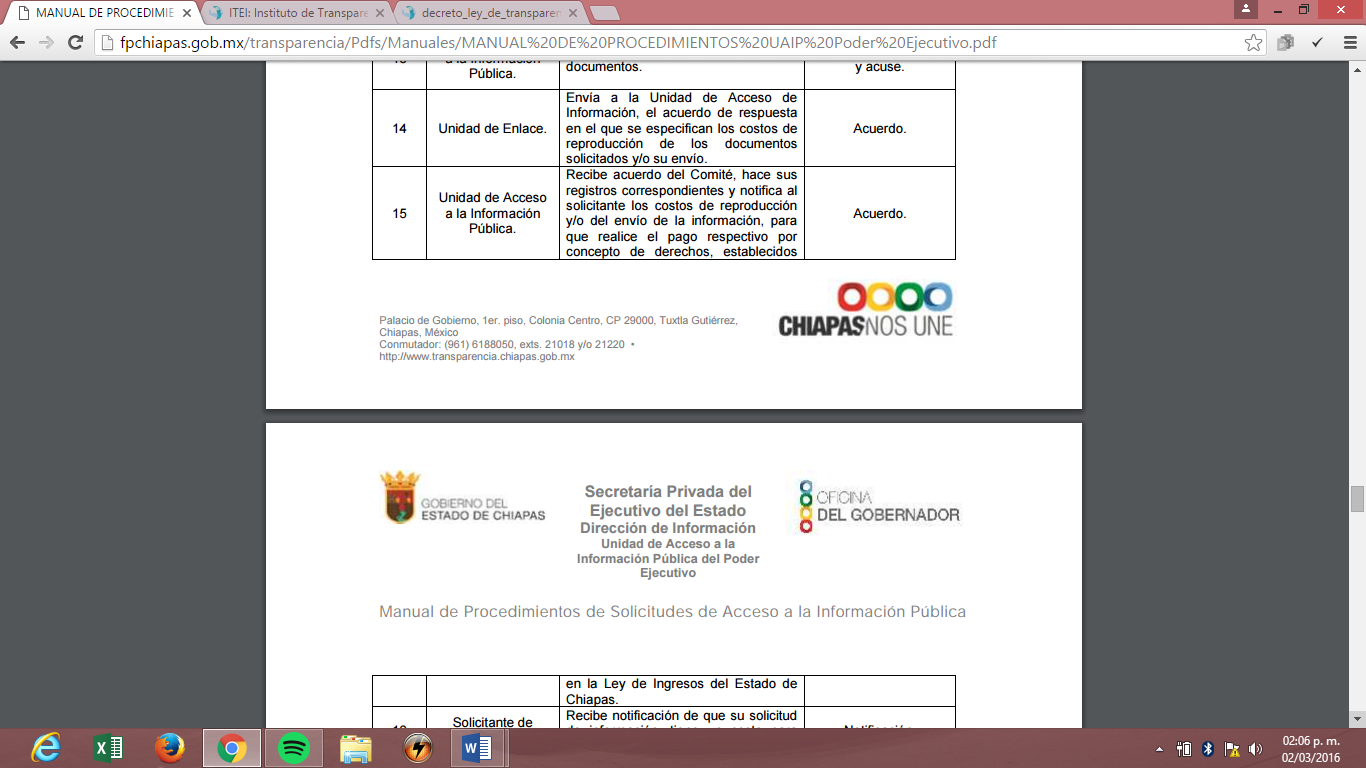 MANUAL DE PROCEDIMIE
ITEI: Instituto de Transpare
decreto_ley_de_transparen
fpchiapas.gob.mx/transparencia/Pdfs/Manuales/MANUAL%20DE%20PROCEDIMIENTOS%20UAIP%20Poder%20Ejecutivo.pdf
Pública.
documentos.
y acuse.
14
Unidad de Enlace.
Envía a la Unidad de Acceso de
Información, el acuerdo de respuesta
en el que se especifican los costos de
reproducción de los documentos
solicitados y/o su envío.
Acuerdo.
15
Unidad de Acceso
a la Información
Pública.
Recibe acuerdo del Comité, hace sus
registros correspondientes y notifica al
solicitante los costos de reproducción
y/o del envío de la información, para
que realice el pago respectivo por
concepto de derechos, establecidos
Acuerdo.
Palacio de Gobierno, 1er. piso, Colonia Centro, CP 29000, Tuxtla Gutiérrez,
Chiapas, México
Conmutador: (961) 6188050, exts. 21018 y/o 21220 •
http://www.transparencia.chiapas.gob.mx
CHIAPASNOS UNE
GOBIERNO DEL
ESTADO DE CHIAPAS
Secretaría Privada del
Ejecutivo del Estado
Dirección de Información
Unidad de Acceso a la
Información Pública del Poder
Ejecutivo
OFICINA
DEL GOBERNADOR
Manual de Procedimientos de Solicitudes de Acceso a la Información Pública
en la Ley de Ingresos del Estado de
Chiapas.
Solicitante de
Recibe notificación de que su solicitud
02:06 p. m.
02/03/2016